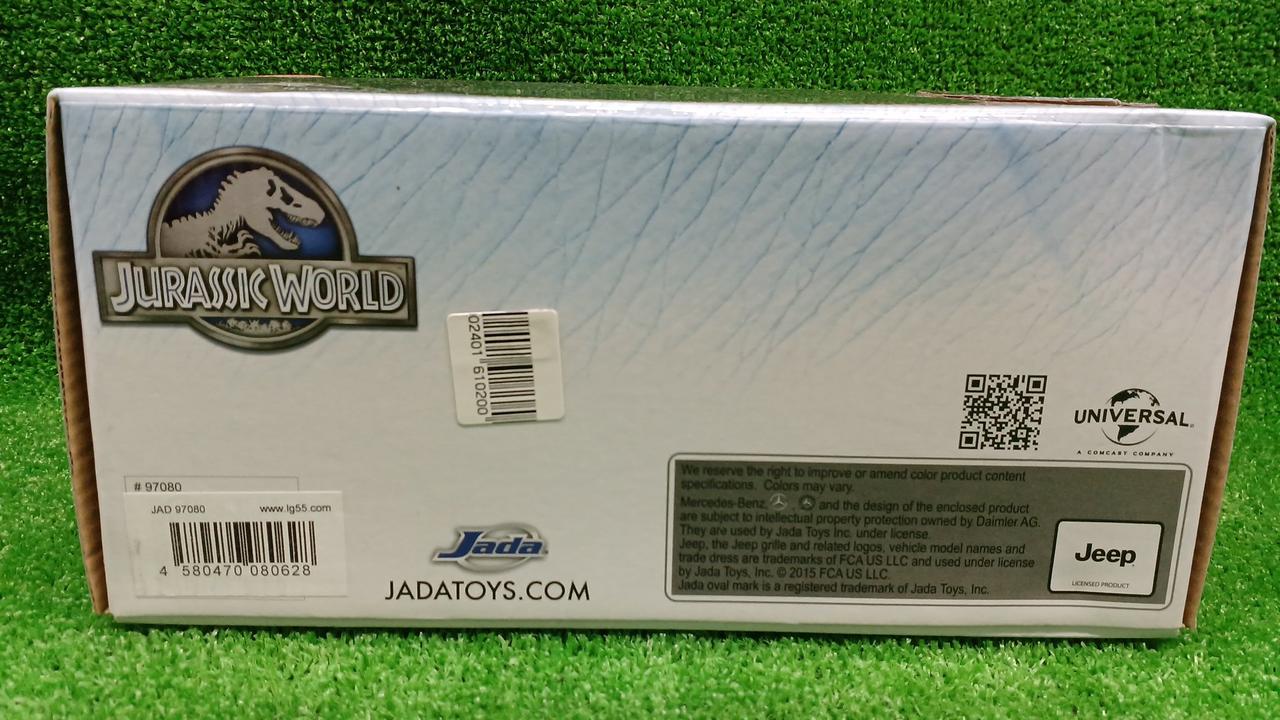 JURASSIC WORLD
02401 610200
UNIVERSAL
A COMCAST COMPANY
# 97080
JAD 97080 www.lg55.com
4 580470 080628
Jada
JADATOYS.COM
We reserve the right to improve or amend color product content
specifications. Colors may vary.
Mercedes-Benz, , and the design of the enclosed product
are subject to intellectual property protection owned by Daimler AG.
They are used by Jada Toys Inc. under license.
Jeep, the Jeep grille and related logos, vehicle model names and
trade dress are trademarks of FCA US LLC and used under license
by Jada Toys, Inc. © 2015 FCA US LLC.
Jada oval mark is a registered trademark of Jada Toys, Inc.
Jeep
LICENSED PRODUCT